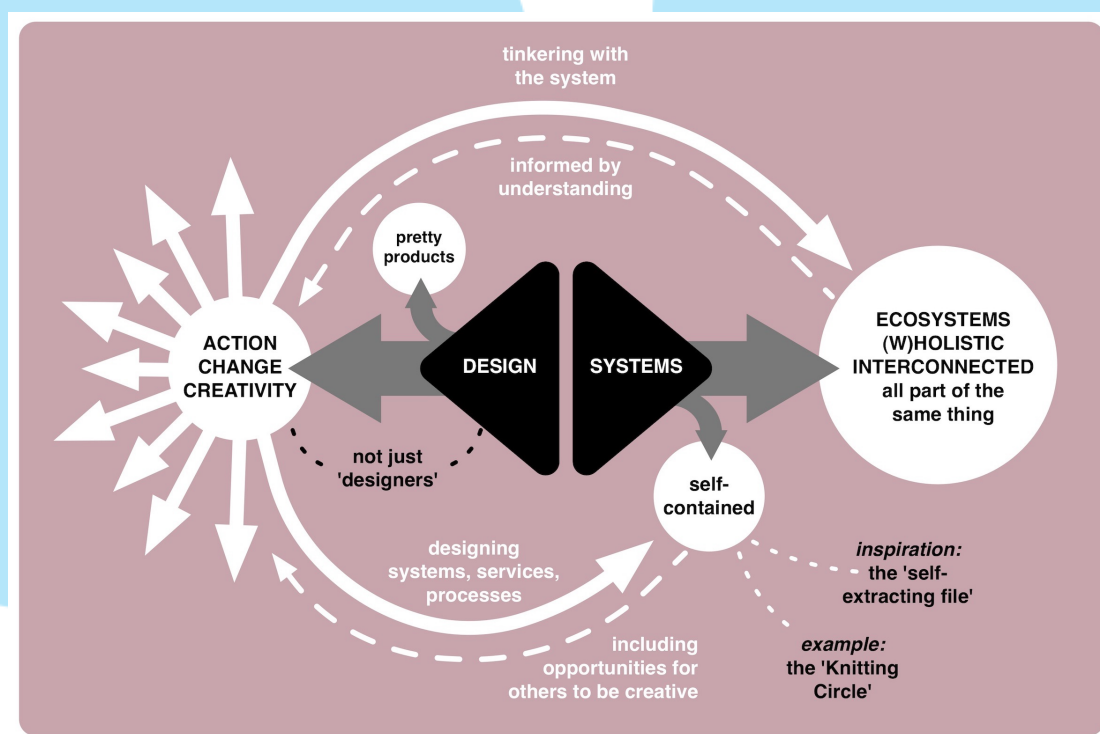 tinkering with
the system
informed by
understanding
pretty
products
ACTION
CHANGE
CREATIVITY
DESIGN
SYSTEMS
ECOSYSTEMS
(W)HOLISTIC
INTERCONNECTED
all part of the
same thing
not just
'designers'
self-
contained
designing
systems, services,
processes
inspiration:
the 'self-
extracting file'
including
opportunities for
others to be creative
example:
the 'Knitting
Circle'